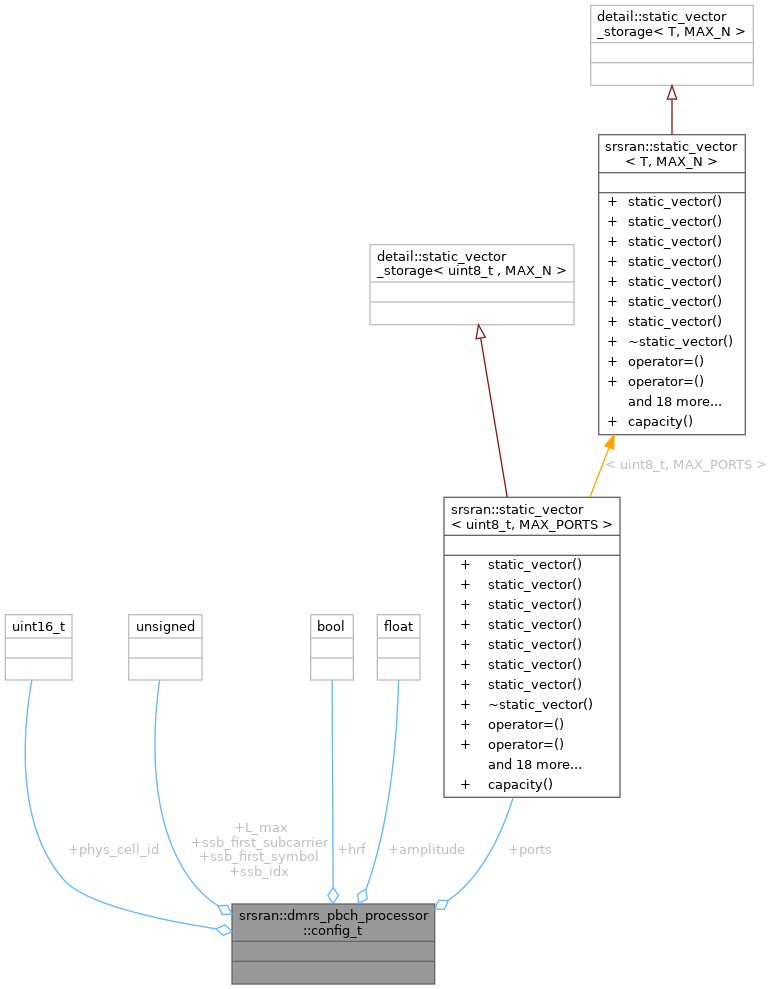 detail::static_vector
_storage< T, MAX_N >
srsran::static_vector
< T, MAX_N >
+ static_vector()
+ static_vector()
+ static_vector()
+ static_vector()
+ static_vector()
+ static_vector()
+ static_vector()
+ ~static_vector()
+ operator=()
+ operator=()
and 18 more...
+ capacity()
detail::static_vector
_storage< uint8_t , MAX_N >
< uint8_t, MAX_PORTS >
srsran::static_vector
< uint8_t, MAX_PORTS >
+ static_vector()
+ static_vector()
+ static_vector()
+ static_vector()
+ static_vector()
+ static_vector()
+ static_vector()
+ ~static_vector()
+ operator=()
+ operator=()
and 18 more...
+ capacity()
uint16_t
unsigned
bool
float
+phys_cell_id
+L_max
+ssb_first_subcarrier
+ssb_first_symbol
+ssb_idx
+hrf
+amplitude
+ports
srsran::dmrs_pbch_processor
::config_t